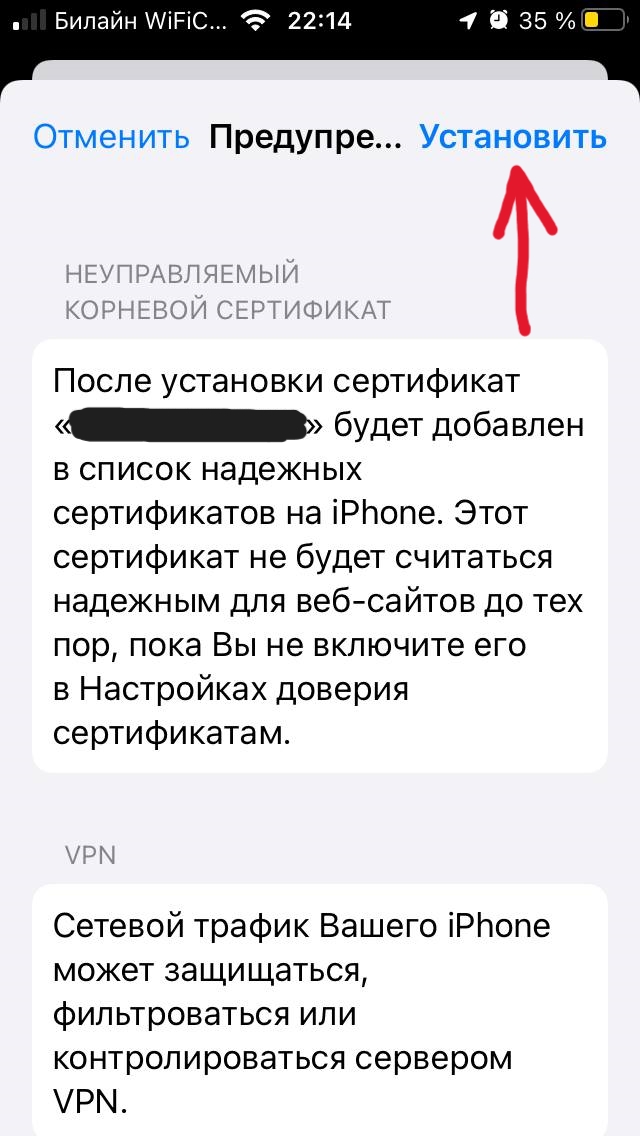 Билайн WiFiC... 22:14 35 %
Отменить Предупре... Установить
НЕУПРАВЛЯЕМЫЙ
КОРНЕВОЙ СЕРТИФИКАТ
После установки сертификат
«» будет добавлен
в список надежных
сертификатов на iPhone. Этот
сертификат не будет считаться
надежным для веб-сайтов до тех
пор, пока Вы не включите его
в Настройках доверия
сертификатам.
VPN
Сетевой трафик Вашего iPhone
может защищаться,
фильтроваться или
контролироваться сервером
VPN.